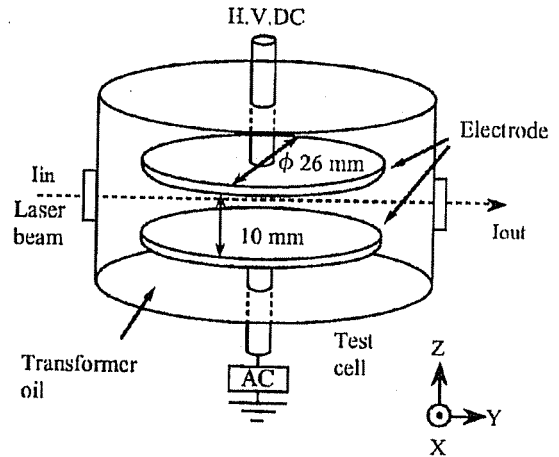 H.V.DC
Electrode
ϕ 26 mm
Iin
Laser
beam
Iout
10 mm
Transformer
oil
Test
cell
AC
Z
Y
X